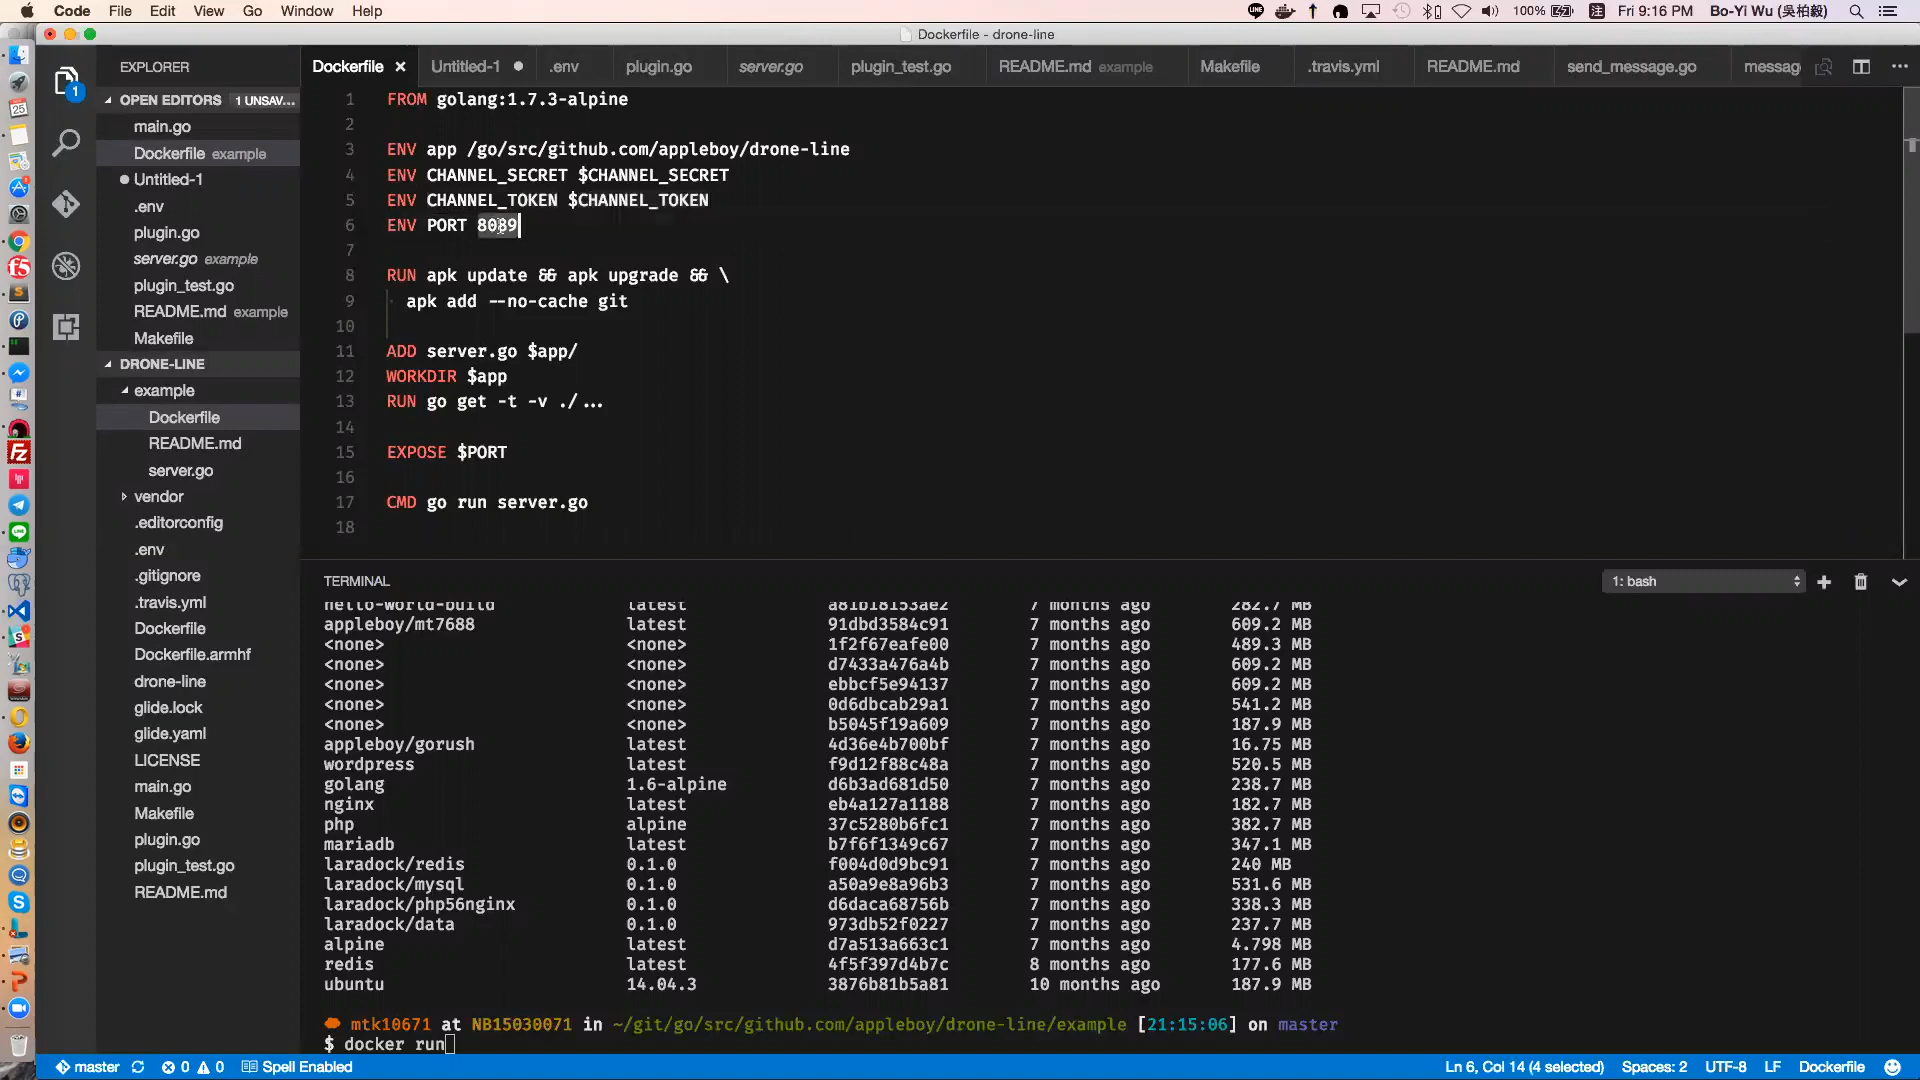 Code File Edit View Go Window Help
100% Fri 9:16 PM Bo-Yi Wu (吳柏毅)
Dockerfile - drone-line
EXPLORER
Dockerfile Untitled-1 .env plugin.go server.go plugin_test.go README.md example Makefile .travis.yml README.md send_message.go messag
OPEN EDITORS 1 UNSAV...
main.go
Dockerfile example
Untitled-1
.env
plugin.go
server.go example
plugin_test.go
README.md example
Makefile
DRONE-LINE
example
Dockerfile
README.md
server.go
vendor
.editorconfig
.env
.gitignore
.travis.yml
Dockerfile
Dockerfile.armhf
drone-line
glide.lock
glide.yaml
LICENSE
main.go
Makefile
plugin.go
plugin_test.go
README.md
1 FROM golang:1.7.3-alpine
2
3 ENV app /go/src/github.com/appleboy/drone-line
4 ENV CHANNEL_SECRET $CHANNEL_SECRET
5 ENV CHANNEL_TOKEN $CHANNEL_TOKEN
6 ENV PORT 8089
7
8 RUN apk update && apk upgrade && \
9 apk add --no-cache git
10
11 ADD server.go $app/
12 WORKDIR $app
13 RUN go get -t -v ./...
14
15 EXPOSE $PORT
16
17 CMD go run server.go
18
TERMINAL
1: bash
hello-world-build latest a81b18153ae2 7 months ago 282.7 MB
appleboy/mt7688 latest 91dbd3584c91 7 months ago 609.2 MB
<none> <none> 1f2f67eafe00 7 months ago 489.3 MB
<none> <none> d7433a476a4b 7 months ago 609.2 MB
<none> <none> ebbcf5e94137 7 months ago 609.2 MB
<none> <none> 0d6dbcab29a1 7 months ago 541.2 MB
<none> <none> b5045f19a609 7 months ago 187.9 MB
appleboy/gorush latest 4d36e4b700bf 7 months ago 16.75 MB
wordpress latest f9d12f88c48a 7 months ago 520.5 MB
golang 1.6-alpine d6b3ad681d50 7 months ago 238.7 MB
nginx latest eb4a127a1188 7 months ago 182.7 MB
php alpine 37c5280b6fc1 7 months ago 382.7 MB
mariadb latest b7f6f1349c67 7 months ago 347.1 MB
laradock/redis 0.1.0 f004d0d9bc91 7 months ago 240 MB
laradock/mysql 0.1.0 a50a9e8a96b3 7 months ago 531.6 MB
laradock/php56nginx 0.1.0 d6daca68756b 7 months ago 338.3 MB
laradock/data 0.1.0 973db52f0227 7 months ago 237.7 MB
alpine latest d7a513a663c1 7 months ago 4.798 MB
redis latest 4f5f397d4b7c 8 months ago 177.6 MB
ubuntu 14.04.3 3876b81b5a81 10 months ago 187.9 MB
mtk10671 at NB15030071 in ~/git/go/src/github.com/appleboy/drone-line/example [21:15:06] on master
$ docker run
master 0 0 Spell Enabled
Ln 6, Col 14 (4 selected) Spaces: 2 UTF-8 LF Dockerfile